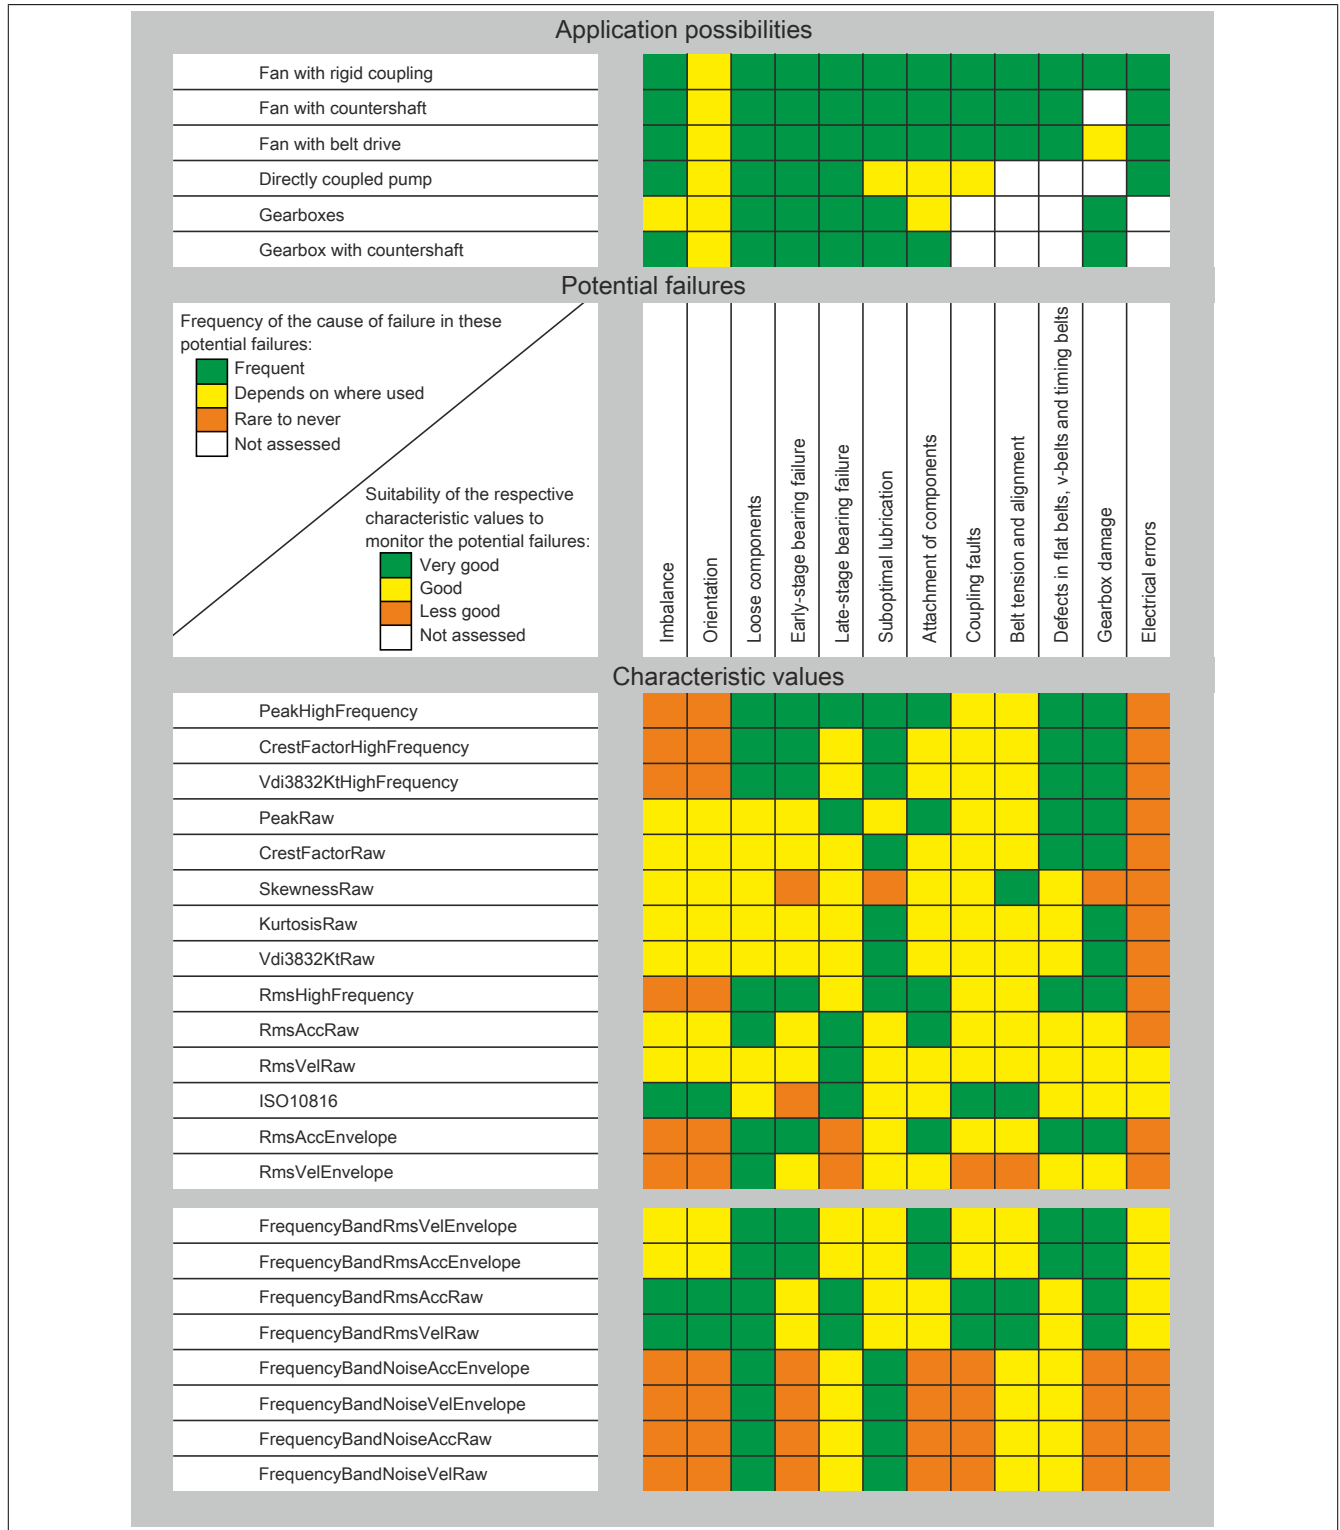 Application possibilities
Fan with rigid coupling
Fan with countershaft
Fan with belt drive
Directly coupled pump
Gearboxes
Gearbox with countershaft
Potential failures
Frequency of the cause of failure in these
potential failures:
Frequent
Depends on where used
Rare to never
Not assessed
Suitability of the respective
characteristic values to
monitor the potential failures:
Very good
Good
Less good
Not assessed
Imbalance
Orientation
Loose components
Early-stage bearing failure
Late-stage bearing failure
Suboptimal lubrication
Attachment of components
Coupling faults
Belt tension and alignment
Defects in flat belts, v-belts and timing belts
Gearbox damage
Electrical errors
Characteristic values
PeakHighFrequency
CrestFactorHighFrequency
Vdi3832KtHighFrequency
PeakRaw
CrestFactorRaw
SkewnessRaw
KurtosisRaw
Vdi3832KtRaw
RmsHighFrequency
RmsAccRaw
RmsVelRaw
ISO10816
RmsAccEnvelope
RmsVelEnvelope
FrequencyBandRmsVelEnvelope
FrequencyBandRmsAccEnvelope
FrequencyBandRmsAccRaw
FrequencyBandRmsVelRaw
FrequencyBandNoiseAccEnvelope
FrequencyBandNoiseVelEnvelope
FrequencyBandNoiseAccRaw
FrequencyBandNoiseVelRaw